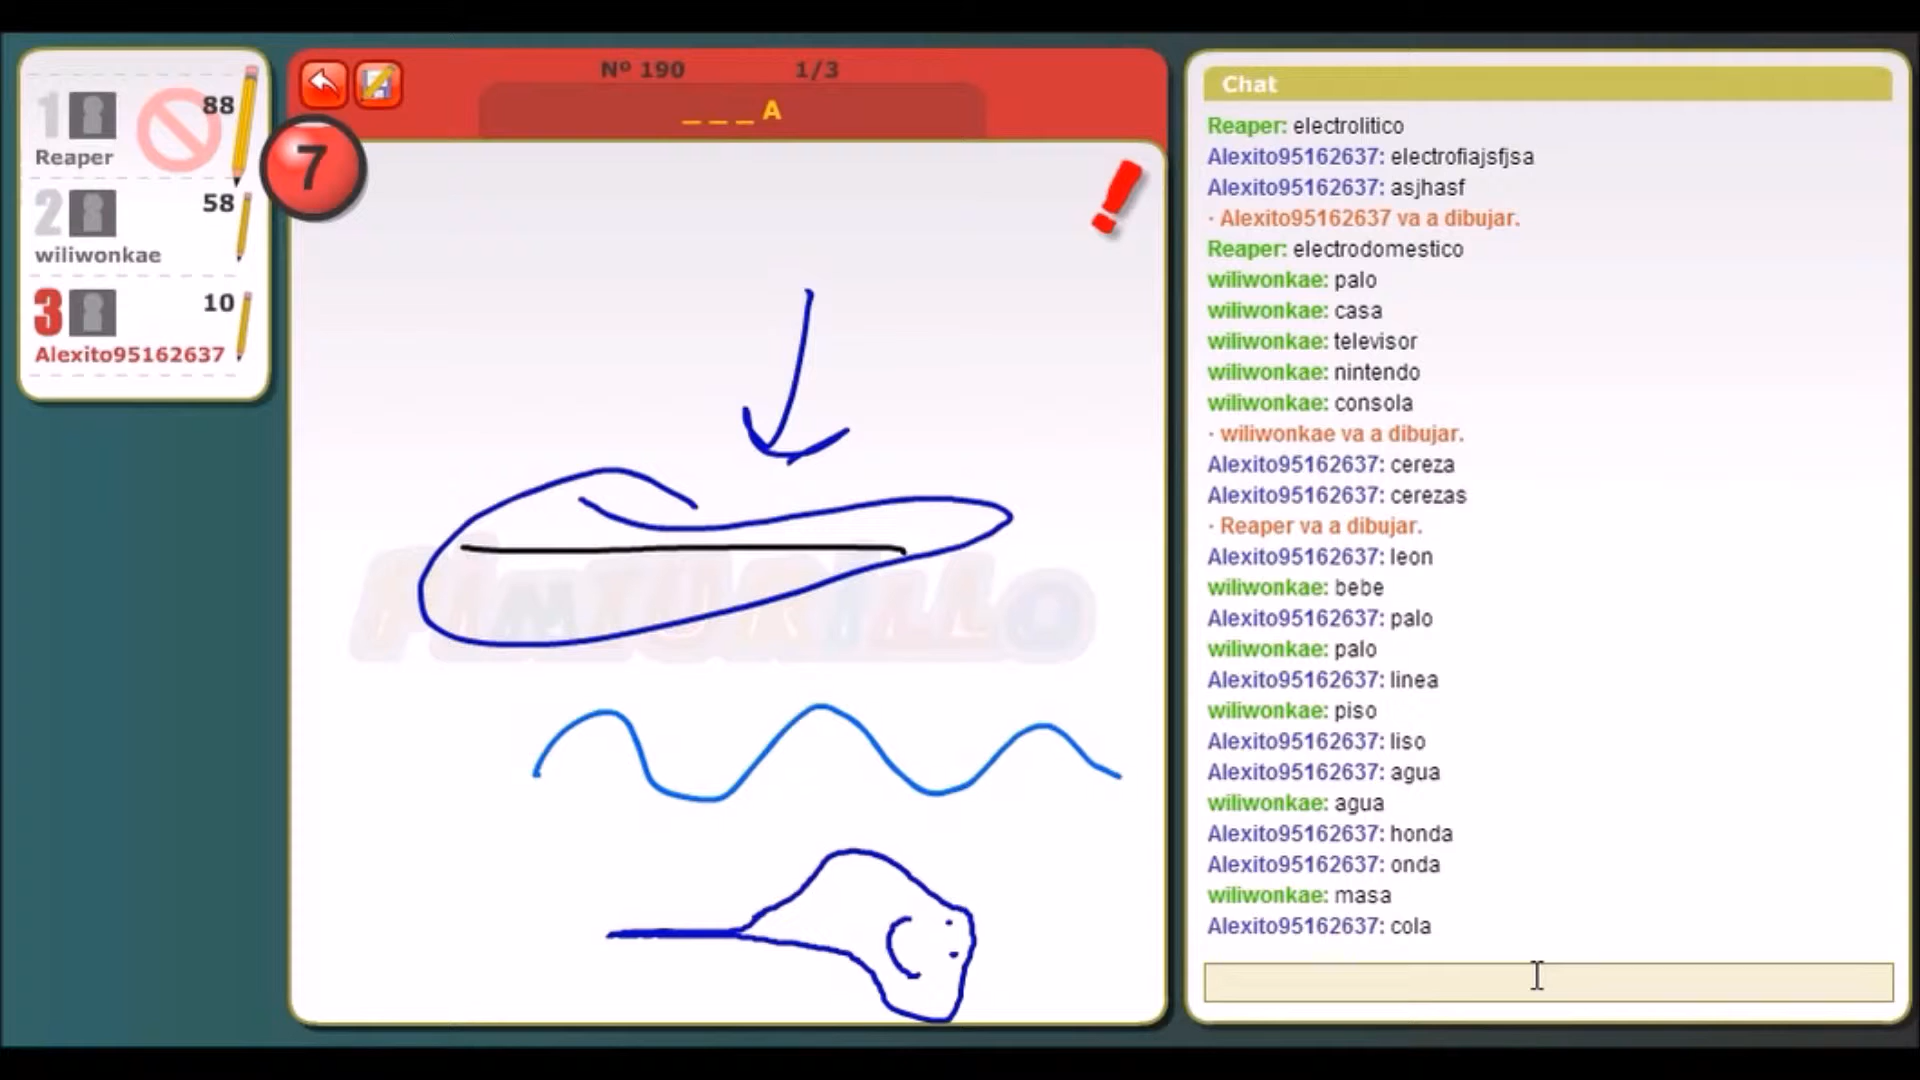 1
88
Reaper
2
58
wiliwonkae
3
10
Alexito95162637
7
Nº 190 1/3
_ _ _ A
PINTURILLO
Chat
Reaper: electrolitico
Alexito95162637: electrofiajsfjsa
Alexito95162637: asjhasf
· Alexito95162637 va a dibujar.
Reaper: electrodomestico
wiliwonkae: palo
wiliwonkae: casa
wiliwonkae: televisor
wiliwonkae: nintendo
wiliwonkae: consola
· wiliwonkae va a dibujar.
Alexito95162637: cereza
Alexito95162637: cerezas
· Reaper va a dibujar.
Alexito95162637: leon
wiliwonkae: bebe
Alexito95162637: palo
wiliwonkae: palo
Alexito95162637: linea
wiliwonkae: piso
Alexito95162637: liso
Alexito95162637: agua
wiliwonkae: agua
Alexito95162637: honda
Alexito95162637: onda
wiliwonkae: masa
Alexito95162637: cola